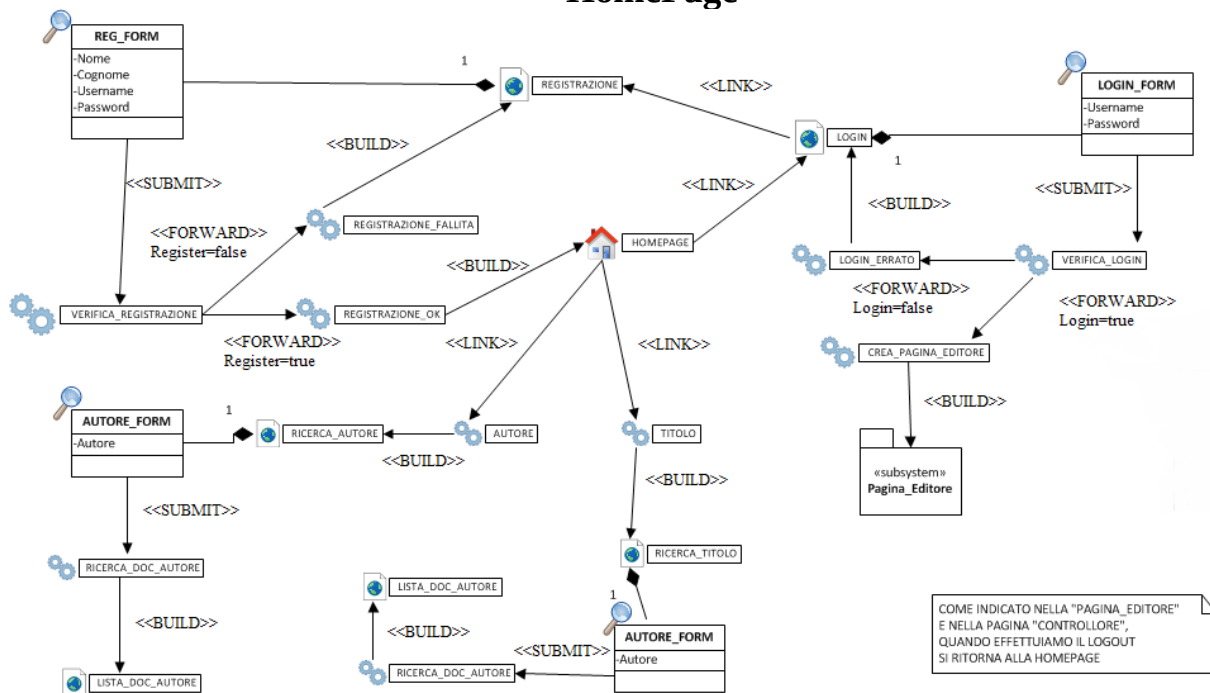 HomePage
REG_FORM
-Nome
-Cognome
-Username
-Password
1
REGISTRAZIONE
<<LINK>>
LOGIN_FORM
-Username
-Password
LOGIN
1
<<BUILD>>
<<SUBMIT>>
<<LINK>>
<<SUBMIT>>
<<BUILD>>
<<FORWARD>>
Register=false
REGISTRAZIONE_FALLITA
HOMEPAGE
LOGIN_ERRATO
VERIFICA_LOGIN
<<BUILD>>
<<FORWARD>>
Login=false
<<FORWARD>>
Login=true
VERIFICA_REGISTRAZIONE
REGISTRAZIONE_OK
<<FORWARD>>
Register=true
<<LINK>>
<<LINK>>
CREA_PAGINA_EDITORE
<<BUILD>>
AUTORE_FORM
-Autore
1
RICERCA_AUTORE
AUTORE
TITOLO
<<BUILD>>
<<BUILD>>
«subsystem»
Pagina_Editore
<<SUBMIT>>
RICERCA_DOC_AUTORE
RICERCA_TITOLO
LISTA_DOC_AUTORE
1
<<BUILD>>
<<BUILD>>
AUTORE_FORM
-Autore
<<SUBMIT>>
RICERCA_DOC_AUTORE
LISTA_DOC_AUTORE
COME INDICATO NELLA "PAGINA_EDITORE"
E NELLA PAGINA "CONTROLLORE",
QUANDO EFFETTUIAMO IL LOGOUT
SI RITORNA ALLA HOMEPAGE